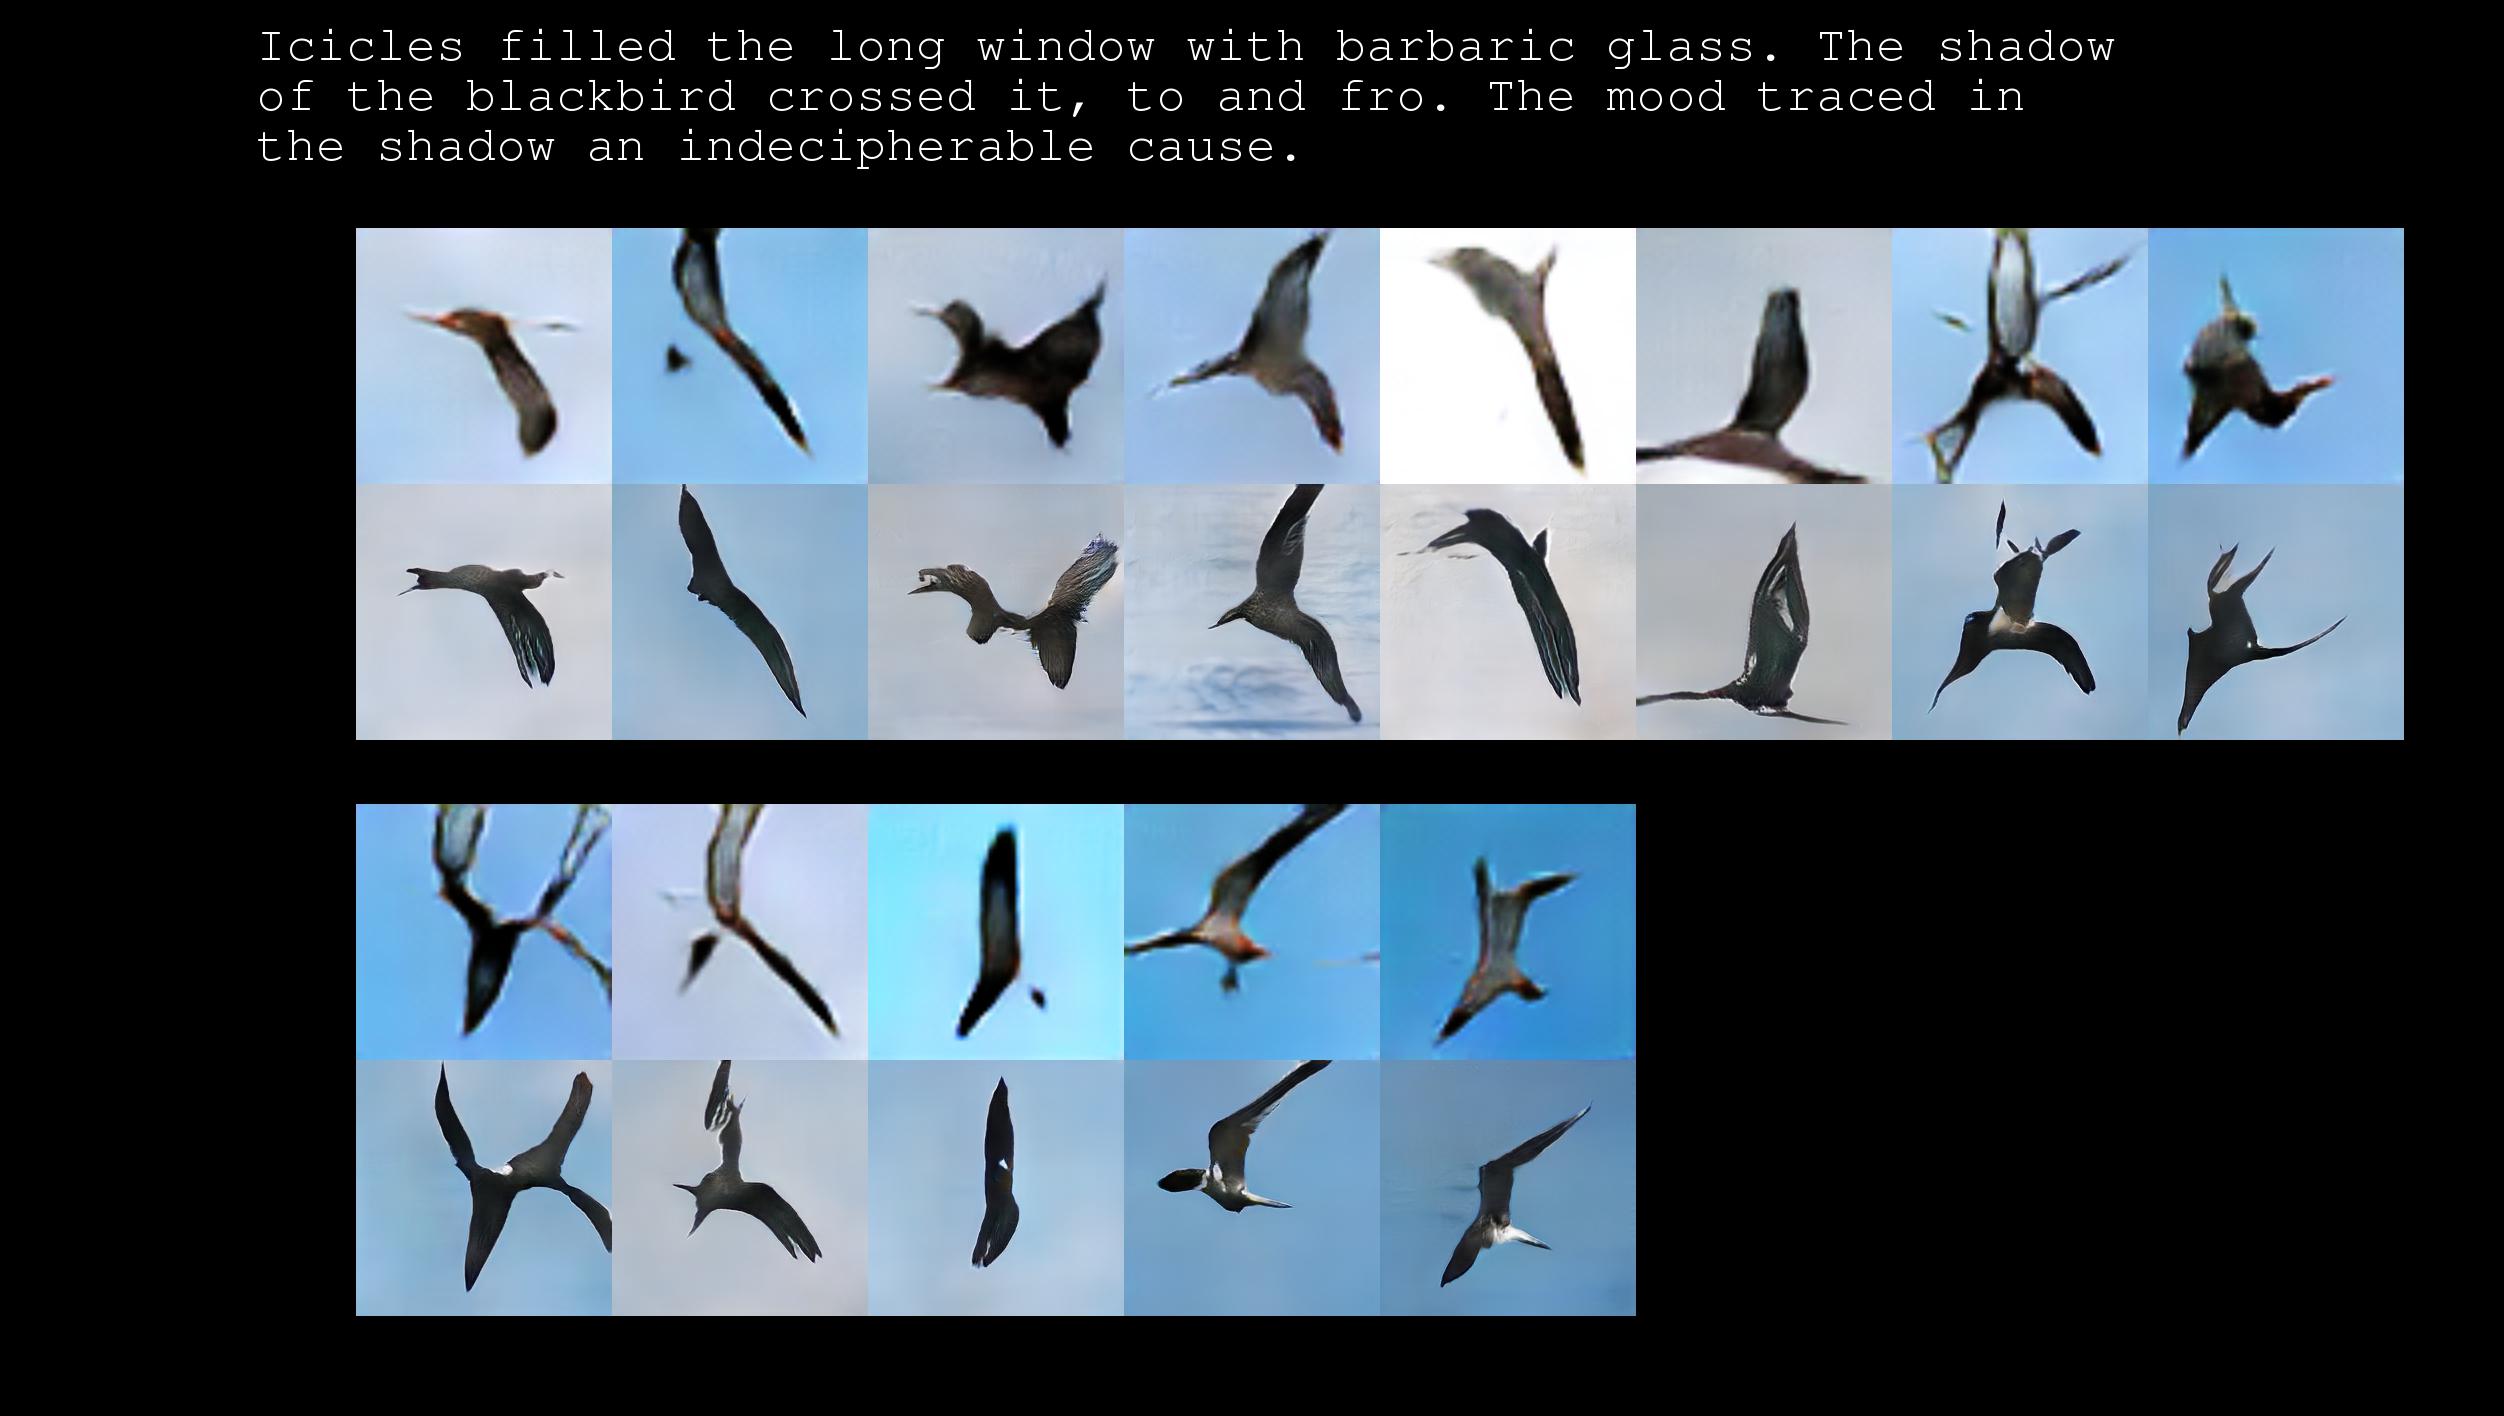 Icicles filled the long window with barbaric glass. The shadow
of the blackbird crossed it, to and fro. The mood traced in
the shadow an indecipherable cause.